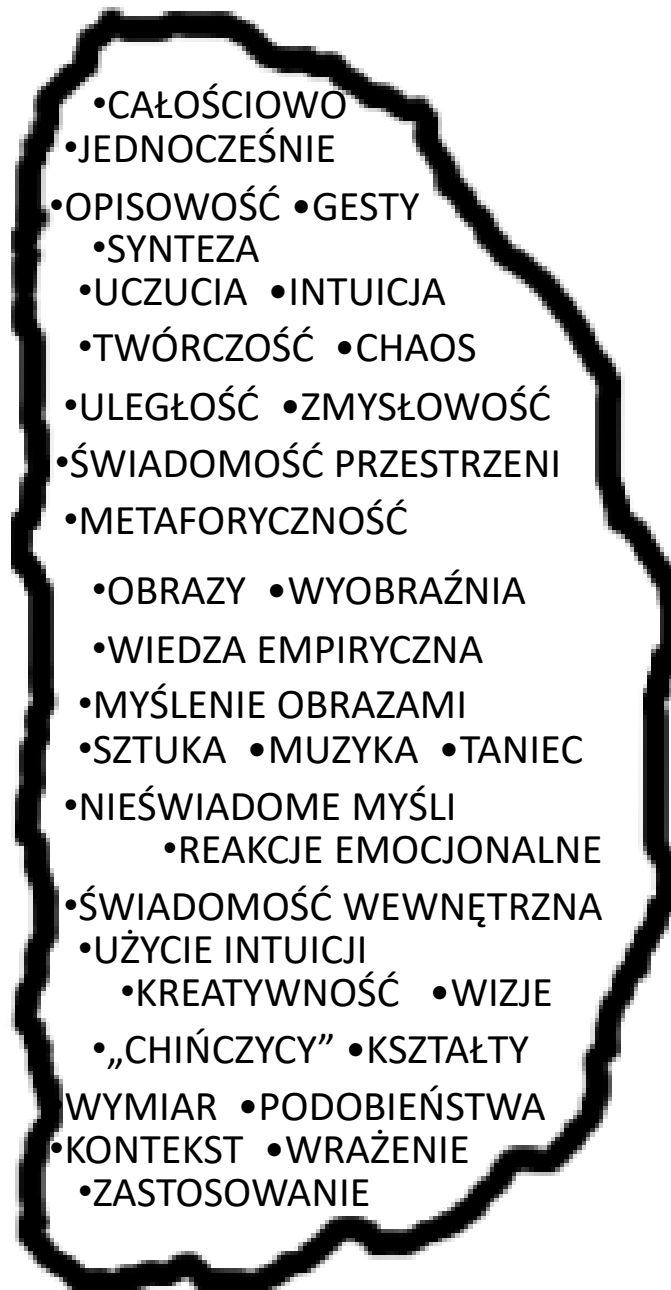 •CAŁOŚCIOWO
•JEDNOCZEŚNIE
•OPISOWOŚĆ •GESTY
•SYNTEZA
•UCZUCIA •INTUICJA
•TWÓRCZOŚĆ •CHAOS
•ULEGŁOŚĆ •ZMYSŁOWOŚĆ
•ŚWIADOMOŚĆ PRZESTRZENI
•METAFORYCZNOŚĆ
•OBRAZY •WYOBRAŹNIA
•WIEDZA EMPIRYCZNA
•MYŚLENIE OBRAZAMI
•SZTUKA •MUZYKA •TANIEC
•NIEŚWIADOME MYŚLI
•REAKCJE EMOCJONALNE
•ŚWIADOMOŚĆ WEWNĘTRZNA
•UŻYCIE INTUICJI
•KREATYWNOŚĆ •WIZJE
•„CHIŃCZYCY” •KSZTAŁTY
•WYMIAR •PODOBIEŃSTWA
•KONTEKST •WRAŻENIE
•ZASTOSOWANIE